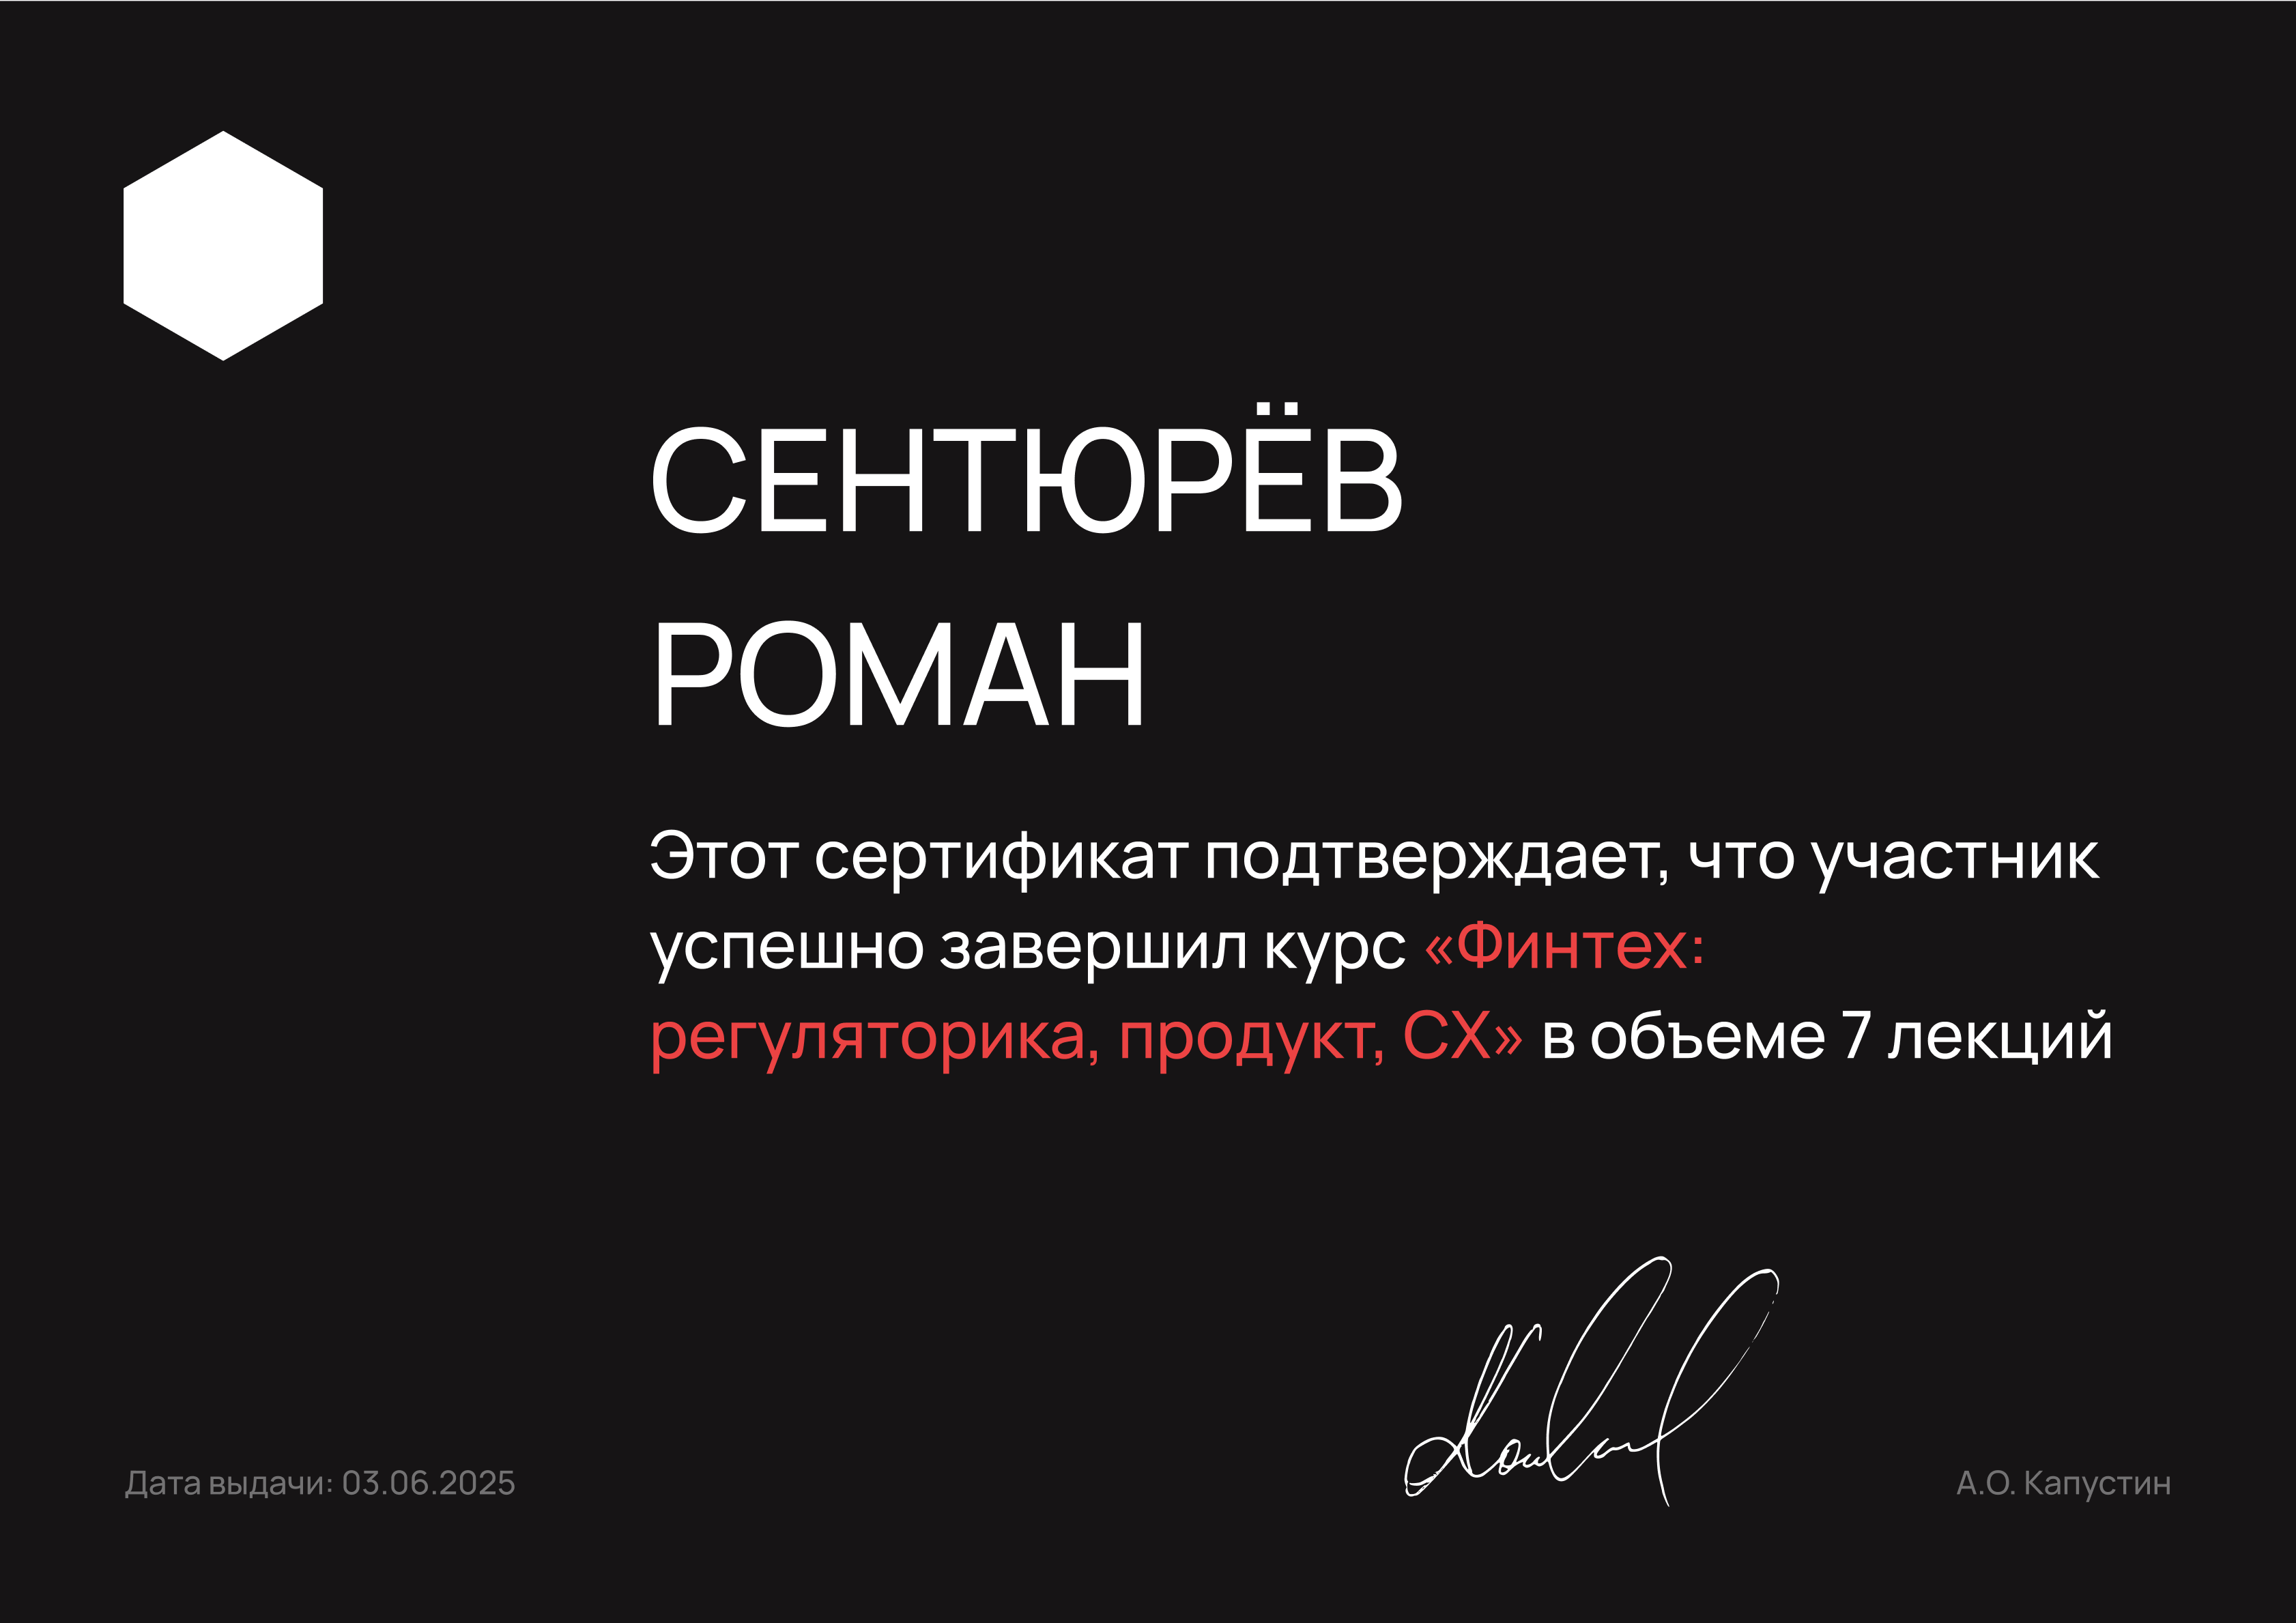 СЕНТЮРЁВ
РОМАН
Этот сертификат подтверждает, что участник
успешно завершил курс «Финтех:
регуляторика, продукт, CX» в объеме 7 лекций
Дата выдачи: 03.06.2025
А.О. Капустин